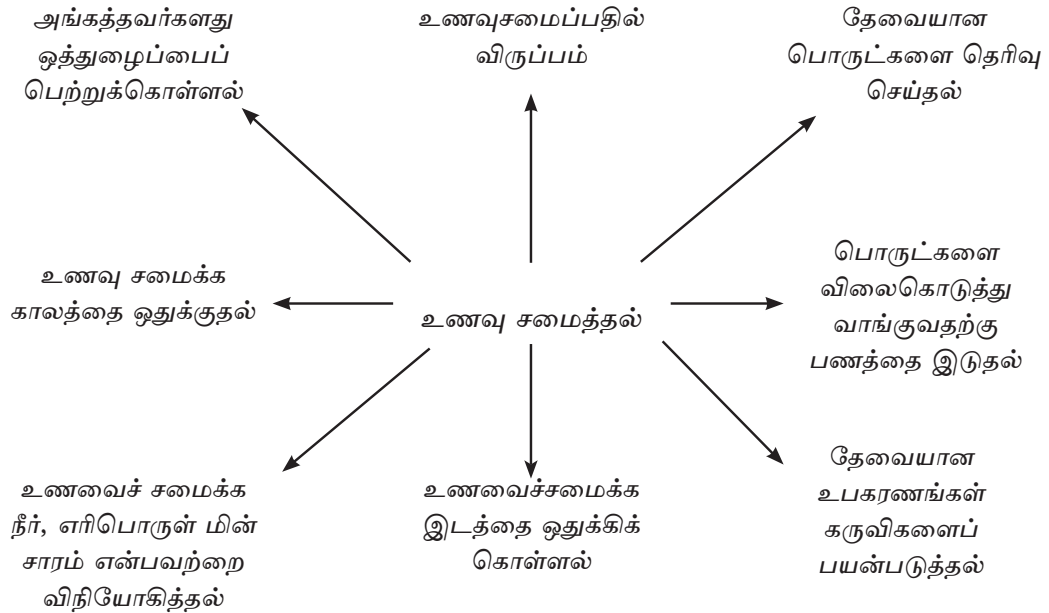 அங்கத்தவர்களது
ஒத்துழைப்பைப்
பெற்றுக்கொள்ளல்
உணவுசமைப்பதில்
விருப்பம்
தேவையான
பொருட்களை தெரிவு
செய்தல்
உணவு சமைக்க
காலத்தை ஒதுக்குதல்
உணவு சமைத்தல்
பொருட்களை
விலைகொடுத்து
வாங்குவதற்கு
பணத்தை இடுதல்
உணவைச் சமைக்க
நீர், எரிபொருள் மின்
சாரம் என்பவற்றை
விநியோகித்தல்
உணவைச்சமைக்க
இடத்தை ஒதுக்கிக்
கொள்ளல்
தேவையான
உபகரணங்கள்
கருவிகளைப்
பயன்படுத்தல்